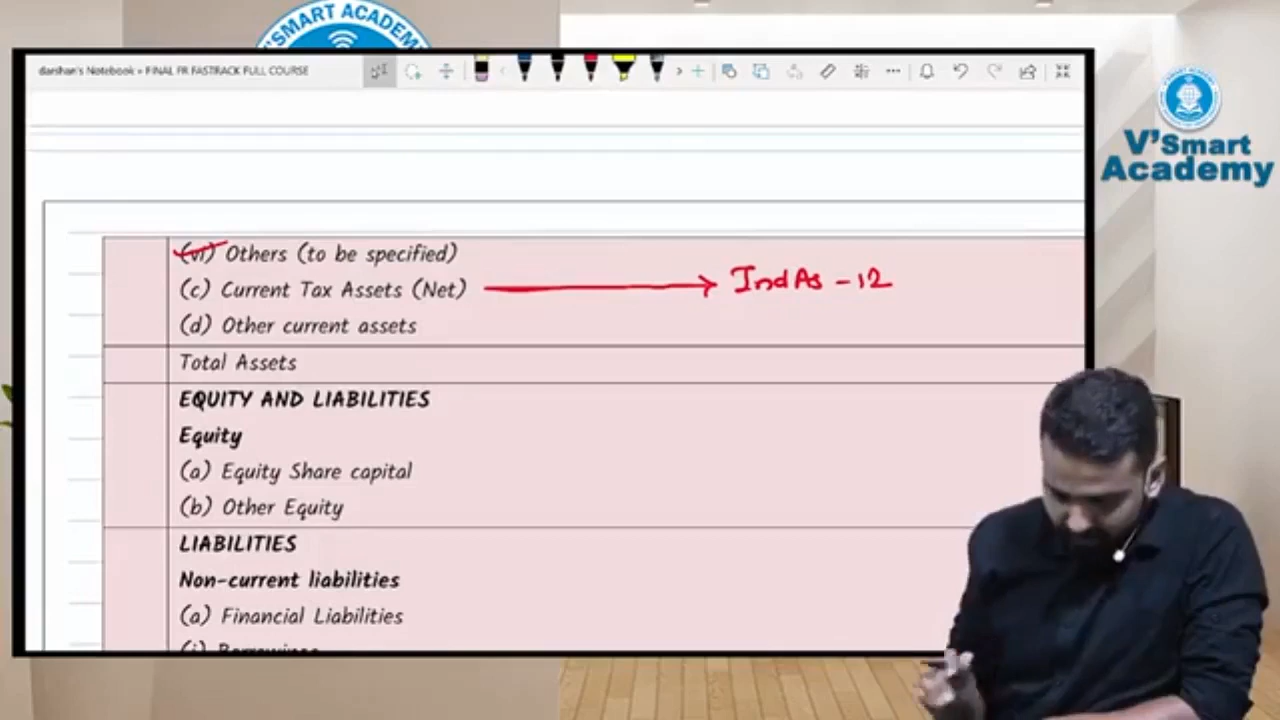 V'SMART ACADEMY
darshan's Notebook » FINAL FR FASTRACK FULL COURSE
V'Smart
Academy
(vi) Others (to be specified)
(c) Current Tax Assets (Net) → IndAs - 12
(d) Other current assets
Total Assets
EQUITY AND LIABILITIES
Equity
(a) Equity Share capital
(b) Other Equity
LIABILITIES
Non-current liabilities
(a) Financial Liabilities
(i) Borrowings